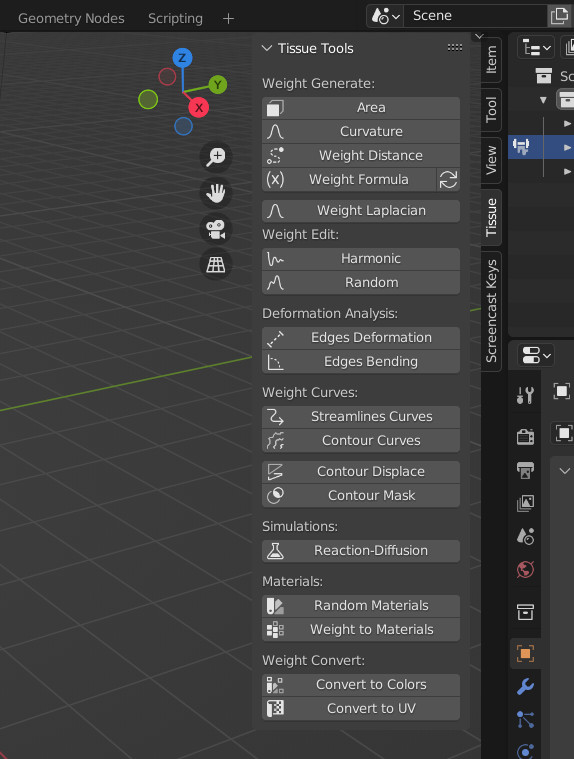 Geometry Nodes Scripting + Scene
Tissue Tools
Weight Generate:
Area
Curvature
Weight Distance
Weight Formula
Weight Laplacian
Weight Edit:
Harmonic
Random
Deformation Analysis:
Edges Deformation
Edges Bending
Weight Curves:
Streamlines Curves
Contour Curves
Contour Displace
Contour Mask
Simulations:
Reaction-Diffusion
Materials:
Random Materials
Weight to Materials
Weight Convert:
Convert to Colors
Convert to UV
Z
Y
X
Item
Tool
View
Tissue
Screencast Keys
Sc